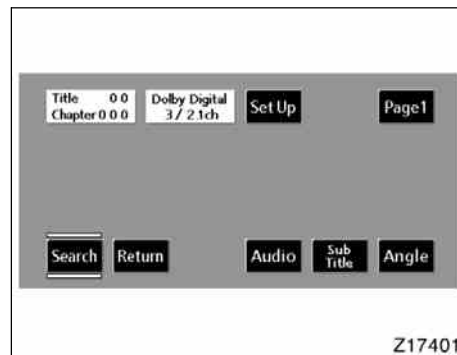 Title 0 0
Chapter 0 0 0
Dolby Digital
3 / 2.1ch
Set Up
Page1
Search
Return
Audio
Sub
Title
Angle
Z17401